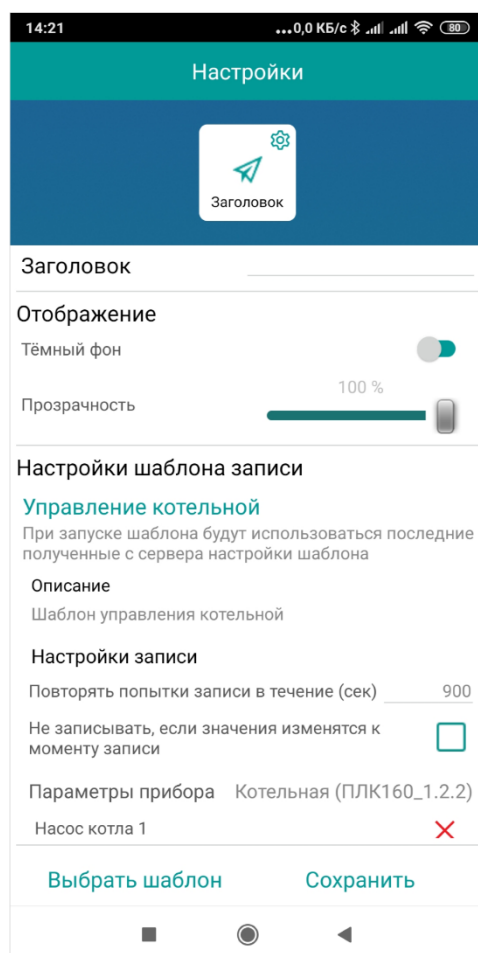 14:21
...0,0 КБ/с
80
Настройки
Заголовок
Заголовок
Отображение
Тёмный фон
100 %
Прозрачность
Настройки шаблона записи
Управление котельной
При запуске шаблона будут использоваться последние
полученные с сервера настройки шаблона
Описание
Шаблон управления котельной
Настройки записи
Повторять попытки записи в течение (сек) 900
Не записывать, если значения изменятся к
моменту записи
Параметры прибора Котельная (ПЛК160_1.2.2)
Насос котла 1
Выбрать шаблон Сохранить